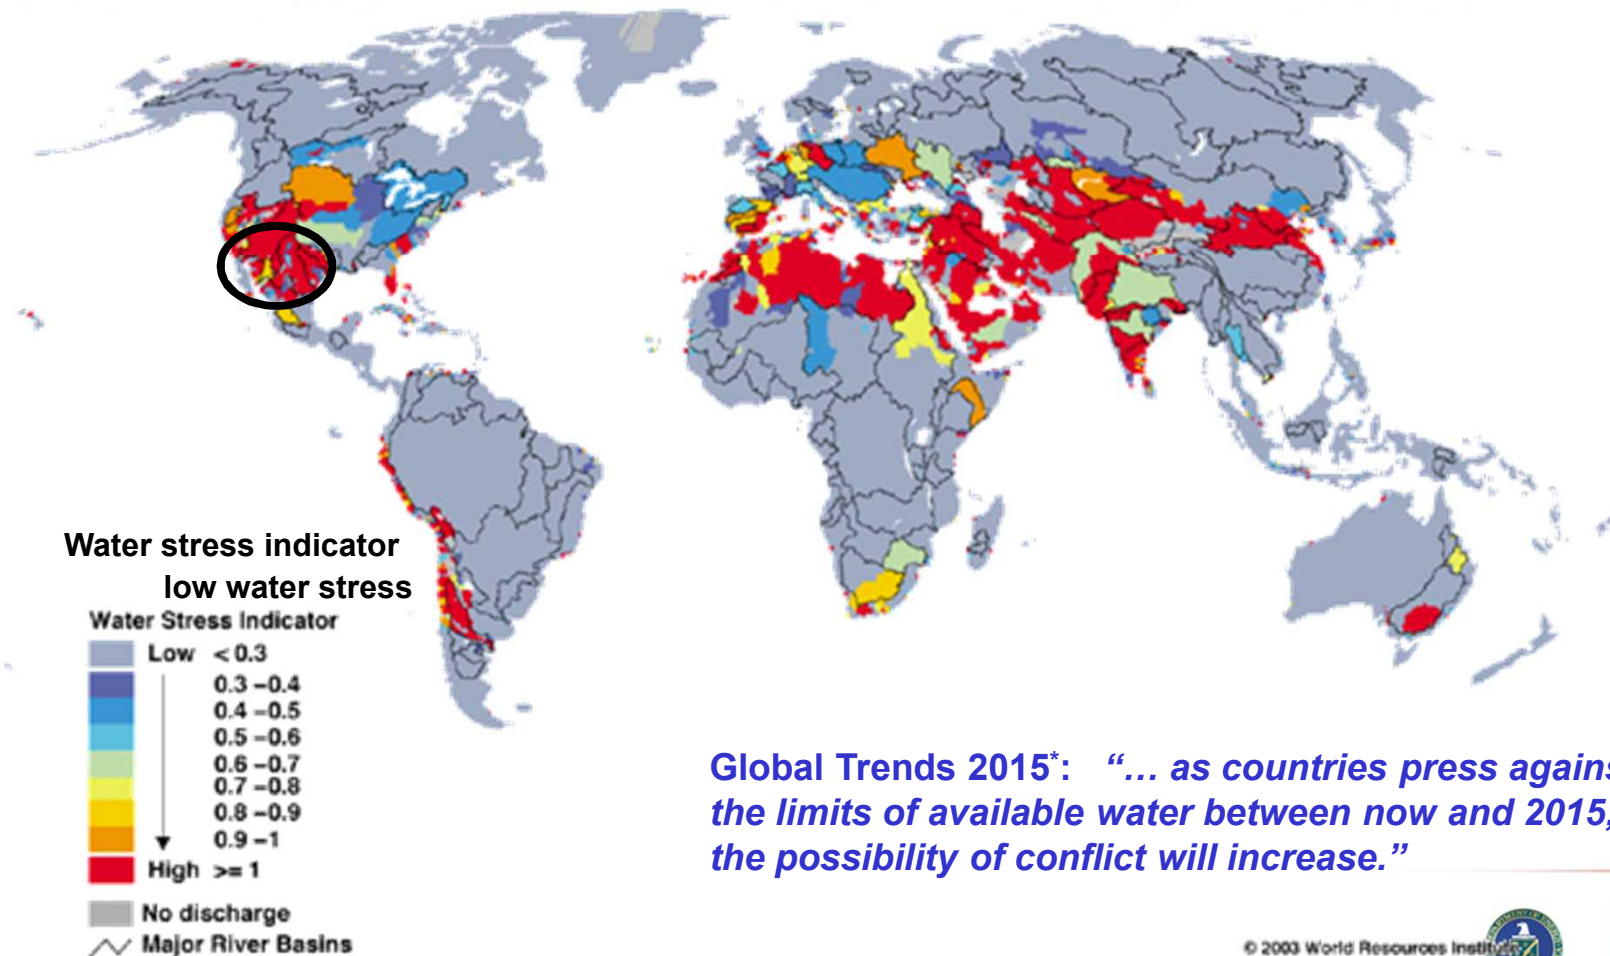 Water stress indicator
low water stress
Water Stress Indicator
Low < 0.3
0.3 –0.4
0.4 –0.5
0.5 –0.6
0.6 –0.7
0.7 –0.8
0.8 –0.9
0.9 –1
High >= 1
No discharge
Major River Basins
Global Trends 2015*: “… as countries press agains
the limits of available water between now and 2015,
the possibility of conflict will increase.”
© 2003 World Resources Institute